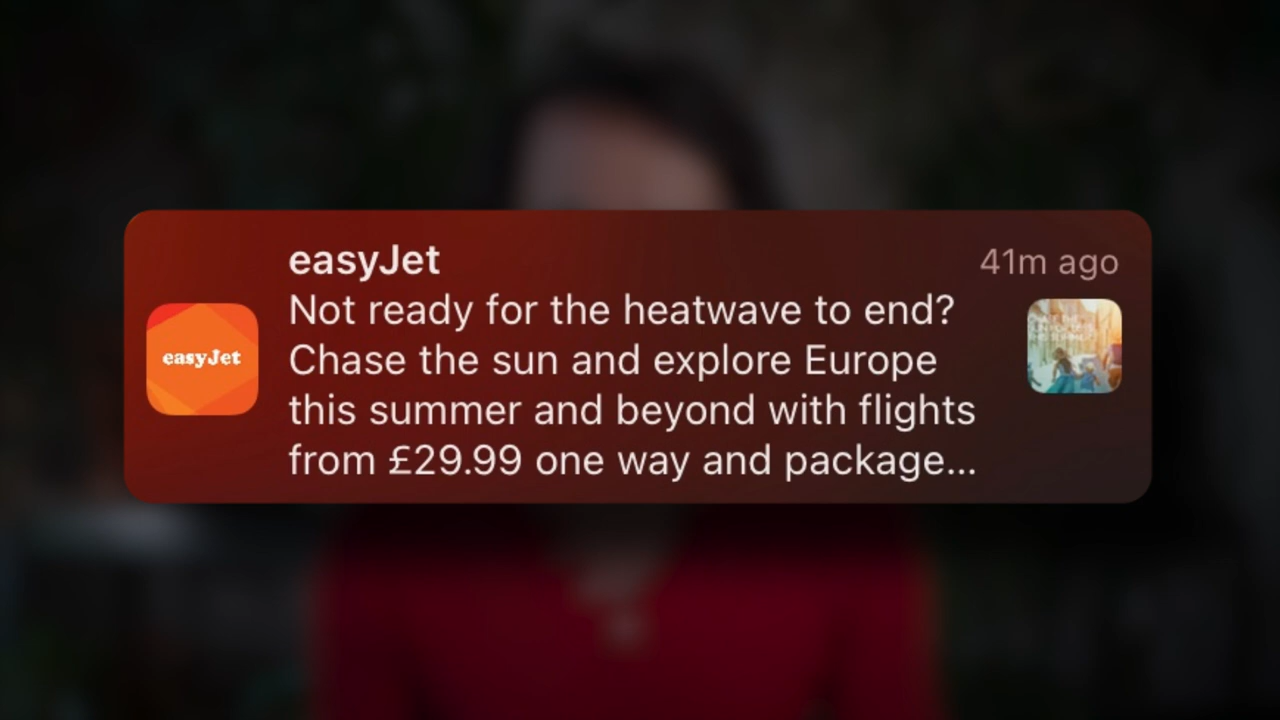 easyJet
41m ago
Not ready for the heatwave to end?
Chase the sun and explore Europe
this summer and beyond with flights
from £29.99 one way and package...
easyJet